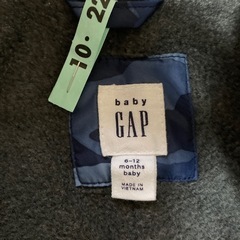 10. 22
baby
GAP
6-12
months
baby
MADE IN
VIETNAM